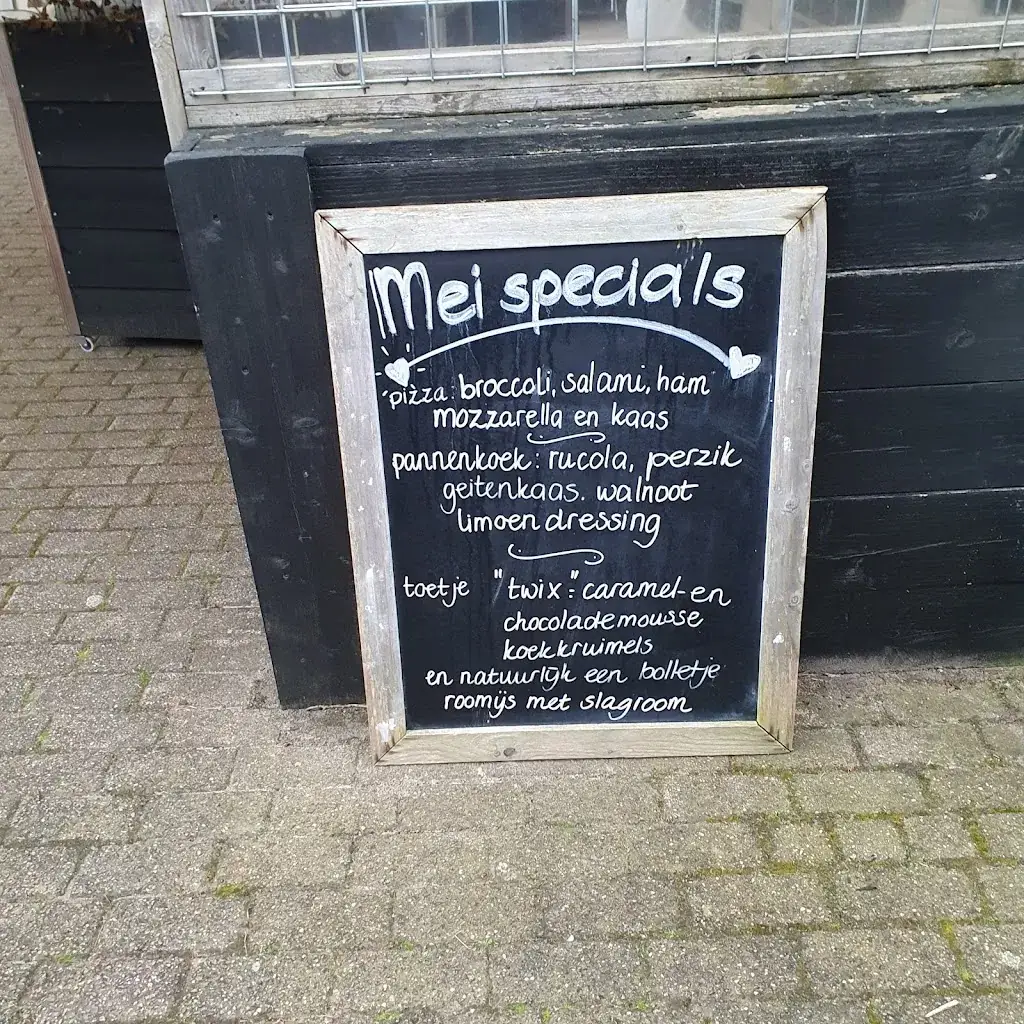 Mei specials
pizza: broccoli, salami, ham
mozzarella en kaas
pannenkoek: rucola, perzik
geitenkaas. walnoot
limoen dressing
toetje "twix": caramel- en
chocolademousse
koekkruimels
en natuurlijk een bolletje
roomijs met slagroom